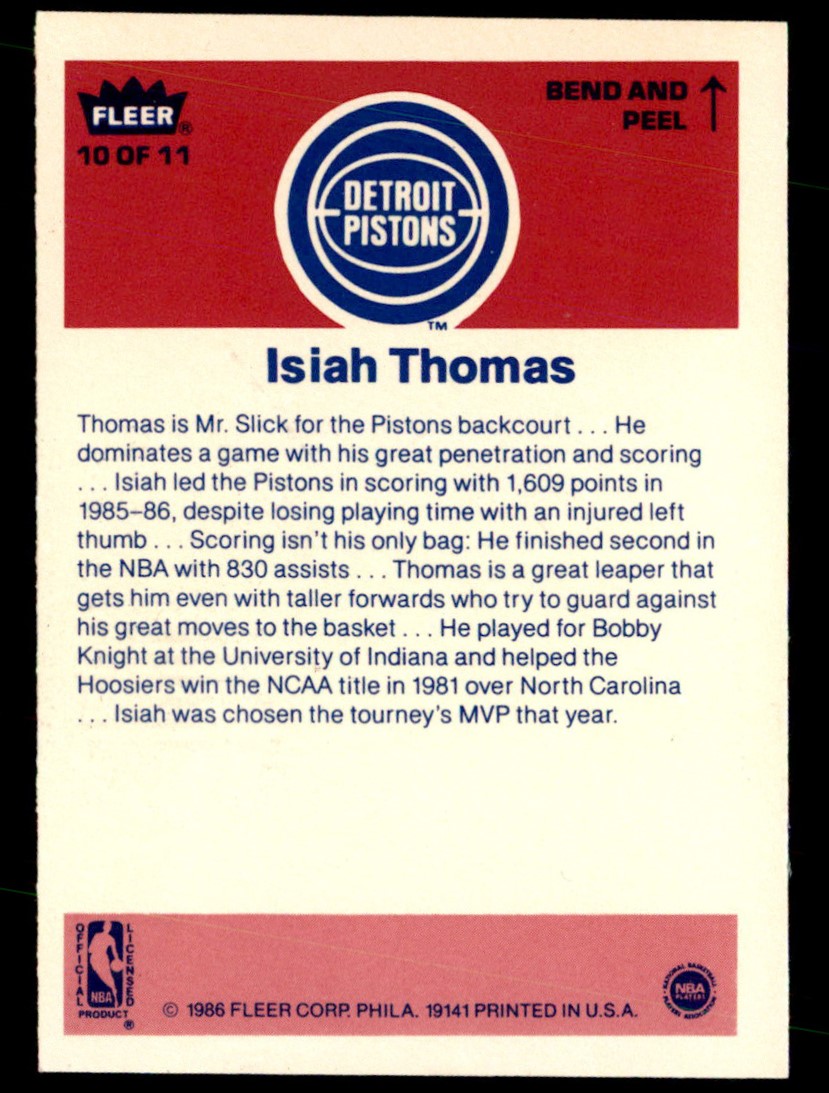 FLEER®
10 OF 11
BEND AND
PEEL ↑
DETROIT
PISTONS
TM
Isiah Thomas
Thomas is Mr. Slick for the Pistons backcourt . . . He
dominates a game with his great penetration and scoring
. . . Isiah led the Pistons in scoring with 1,609 points in
1985–86, despite losing playing time with an injured left
thumb . . . Scoring isn't his only bag: He finished second in
the NBA with 830 assists . . . Thomas is a great leaper that
gets him even with taller forwards who try to guard against
his great moves to the basket . . . He played for Bobby
Knight at the University of Indiana and helped the
Hoosiers win the NCAA title in 1981 over North Carolina
. . . Isiah was chosen the tourney's MVP that year.
OFFICIAL
LICENSED
NBA
PRODUCT
®
© 1986 FLEER CORP. PHILA. 19141 PRINTED IN U.S.A.
NATIONAL BASKETBALL
NBA
PLAYERS
PLAYERS ASSOCIATION